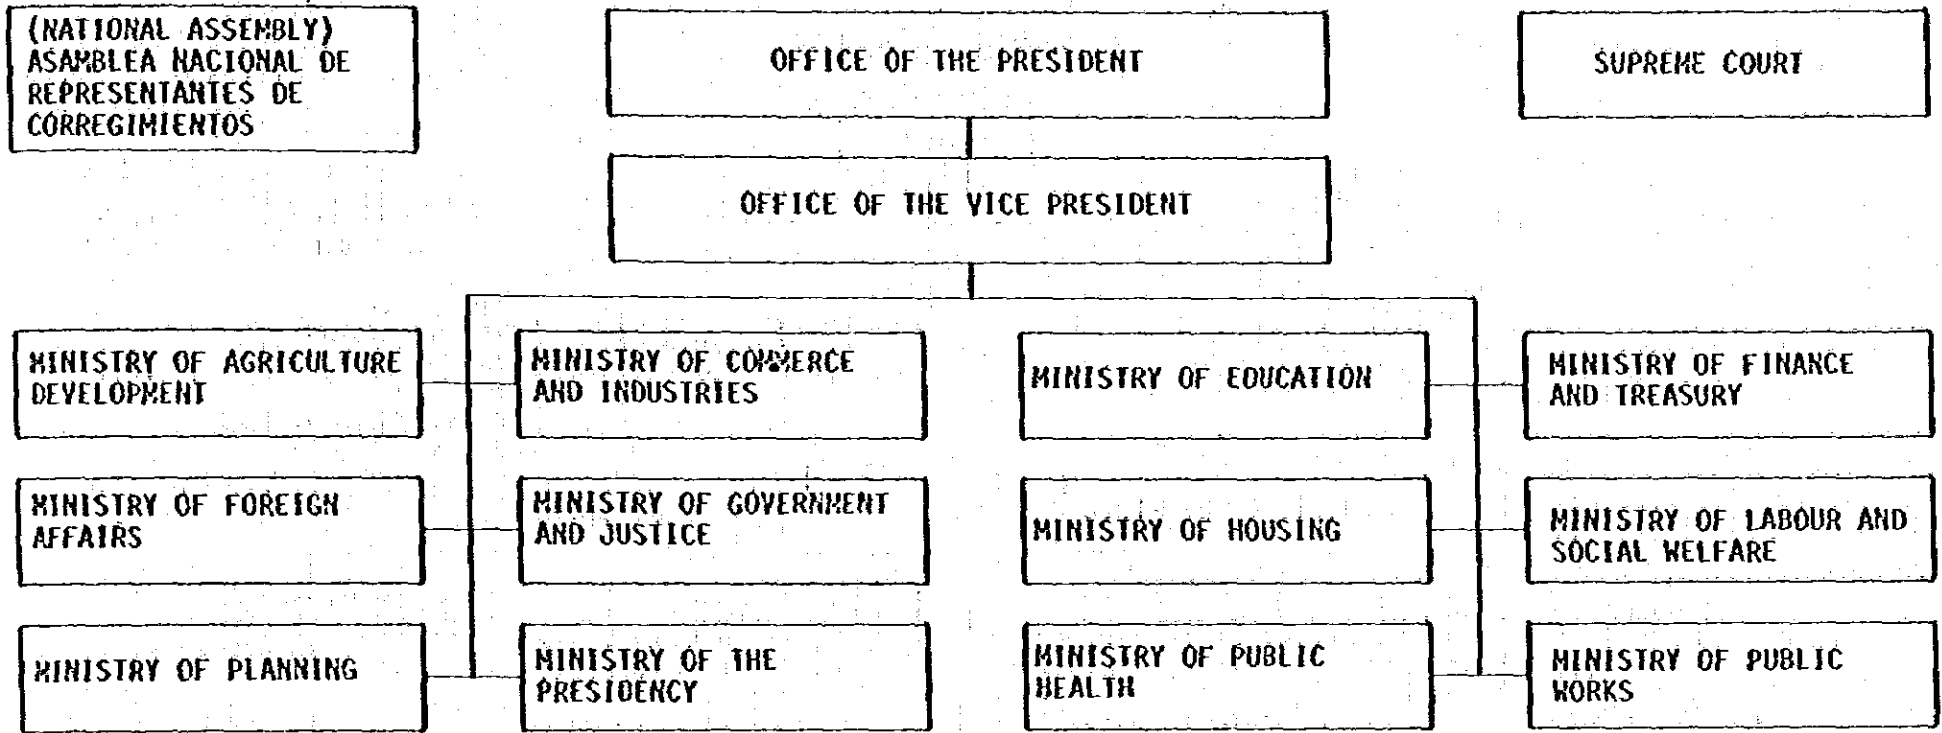 (NATIONAL ASSEMBLY)
ASAMBLEA NACIONAL DE
REPRESENTANTES DE
CORREGIMIENTOS
OFFICE OF THE PRESIDENT
SUPREME COURT
OFFICE OF THE VICE PRESIDENT
MINISTRY OF AGRICULTURE
DEVELOPMENT
MINISTRY OF COMMERCE
AND INDUSTRIES
MINISTRY OF EDUCATION
MINISTRY OF FINANCE
AND TREASURY
MINISTRY OF FOREIGN
AFFAIRS
MINISTRY OF GOVERNMENT
AND JUSTICE
MINISTRY OF HOUSING
MINISTRY OF LABOUR AND
SOCIAL WELFARE
MINISTRY OF PLANNING
MINISTRY OF THE
PRESIDENCY
MINISTRY OF PUBLIC
HEALTH
MINISTRY OF PUBLIC
WORKS